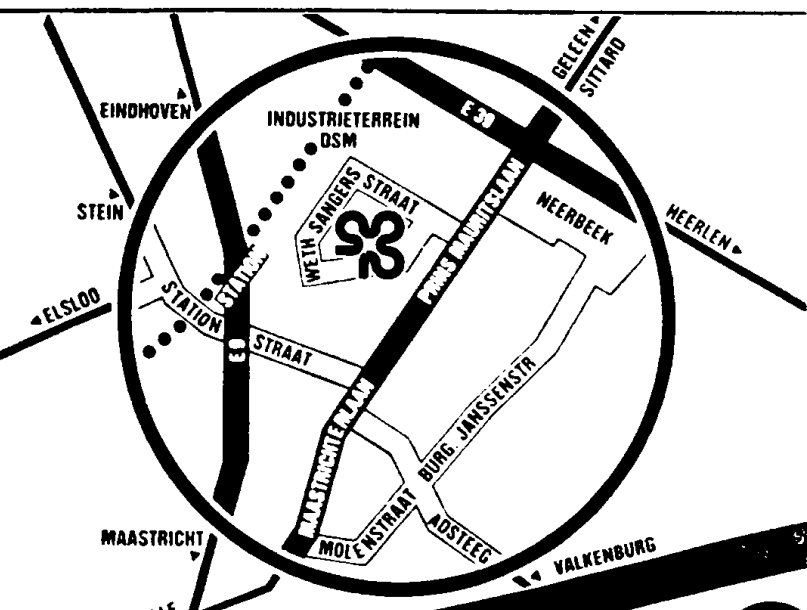 GELEEN
SITTARD
EINDHOVEN
INDUSTRIETERREIN
DSM
E 39
STEIN
WETH SANGERS STRAAT
PRINS MAURITSLAAN
NEERBEEK
HEERLEN
ELSLOO
STATION
STATION STRAAT
E 9
MAASTRICHTERLAAN
BURG. JANSSENSTR
MOLENSTRAAT
ADSTEEG
MAASTRICHT
VALKENBURG